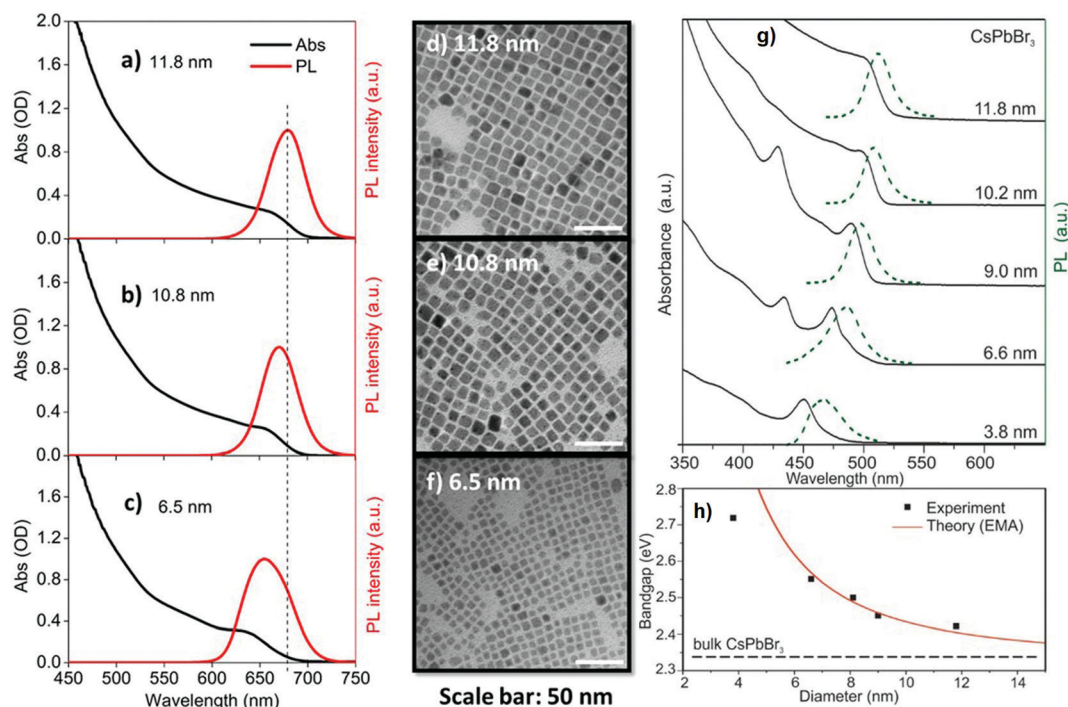 a) 11.8 nm
Abs
PL
Abs (OD)
2.0
1.6
1.2
0.8
0.4
0.0
PL intensity (a.u.)
b) 10.8 nm
Abs (OD)
1.6
1.2
0.8
0.4
0.0
PL intensity (a.u.)
c) 6.5 nm
Abs (OD)
1.6
1.2
0.8
0.4
0.0
PL intensity (a.u.)
450 500 550 600 650 700 750
Wavelength (nm)
d) 11.8 nm
e) 10.8 nm
f) 6.5 nm
Scale bar: 50 nm
g)
CsPbBr₃
11.8 nm
10.2 nm
9.0 nm
6.6 nm
3.8 nm
Absorbance (a.u.)
PL (a.u.)
350 400 450 500 550 600
Wavelength (nm)
h)
Experiment
Theory (EMA)
Bandgap (eV)
2.8
2.7
2.6
2.5
2.4
2.3
bulk CsPbBr₃
2 4 6 8 10 12 14
Diameter (nm)